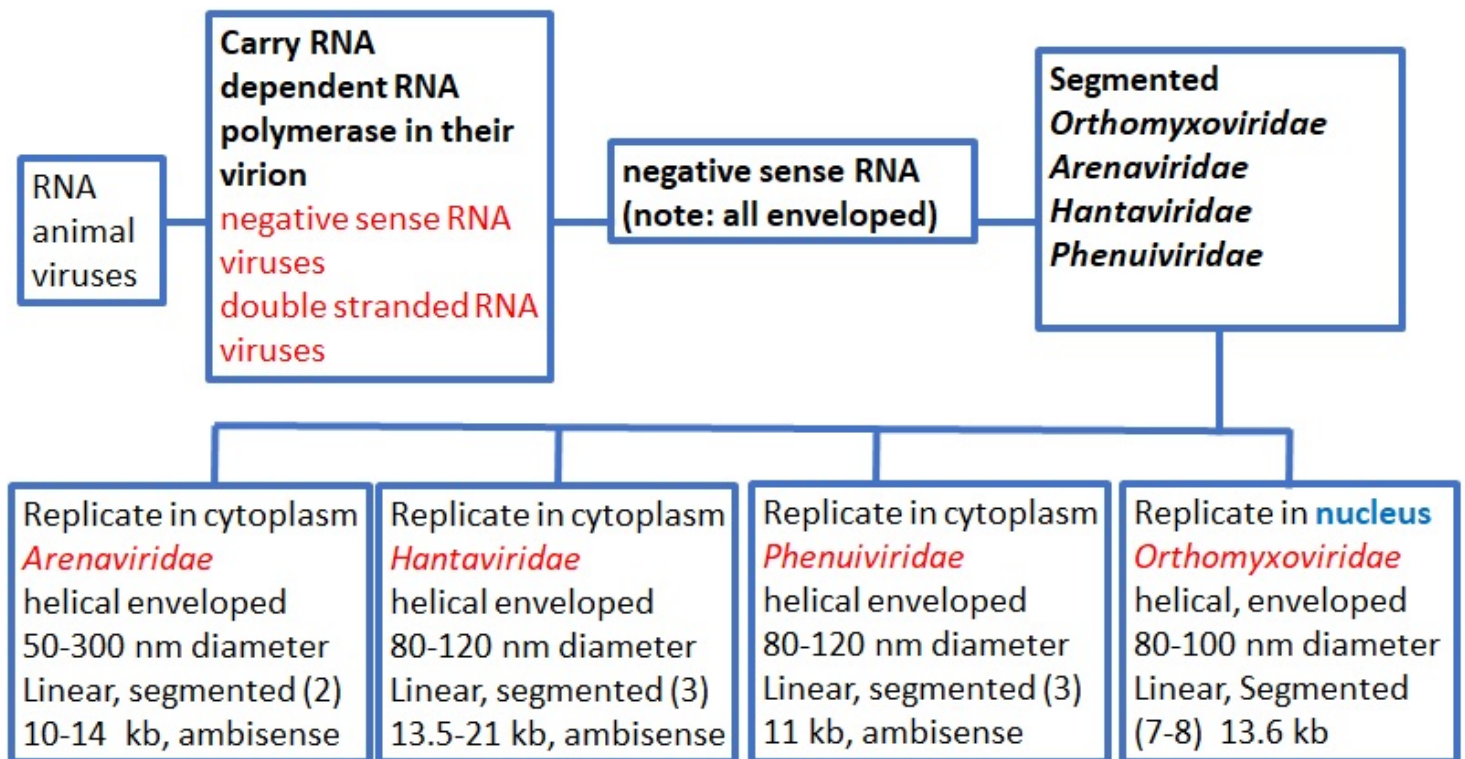 RNA
animal
viruses
Carry RNA
dependent RNA
polymerase in their
virion
negative sense RNA
viruses
double stranded RNA
viruses
negative sense RNA
(note: all enveloped)
Segmented
Orthomyxoviridae
Arenaviridae
Hantaviridae
Phenuiviridae
Replicate in cytoplasm
Arenaviridae
helical enveloped
50-300 nm diameter
Linear, segmented (2)
10-14 kb, ambisense
Replicate in cytoplasm
Hantaviridae
helical enveloped
80-120 nm diameter
Linear, segmented (3)
13.5-21 kb, ambisense
Replicate in cytoplasm
Phenuiviridae
helical enveloped
80-120 nm diameter
Linear, segmented (3)
11 kb, ambisense
Replicate in nucleus
Orthomyxoviridae
helical, enveloped
80-100 nm diameter
Linear, Segmented
(7-8) 13.6 kb